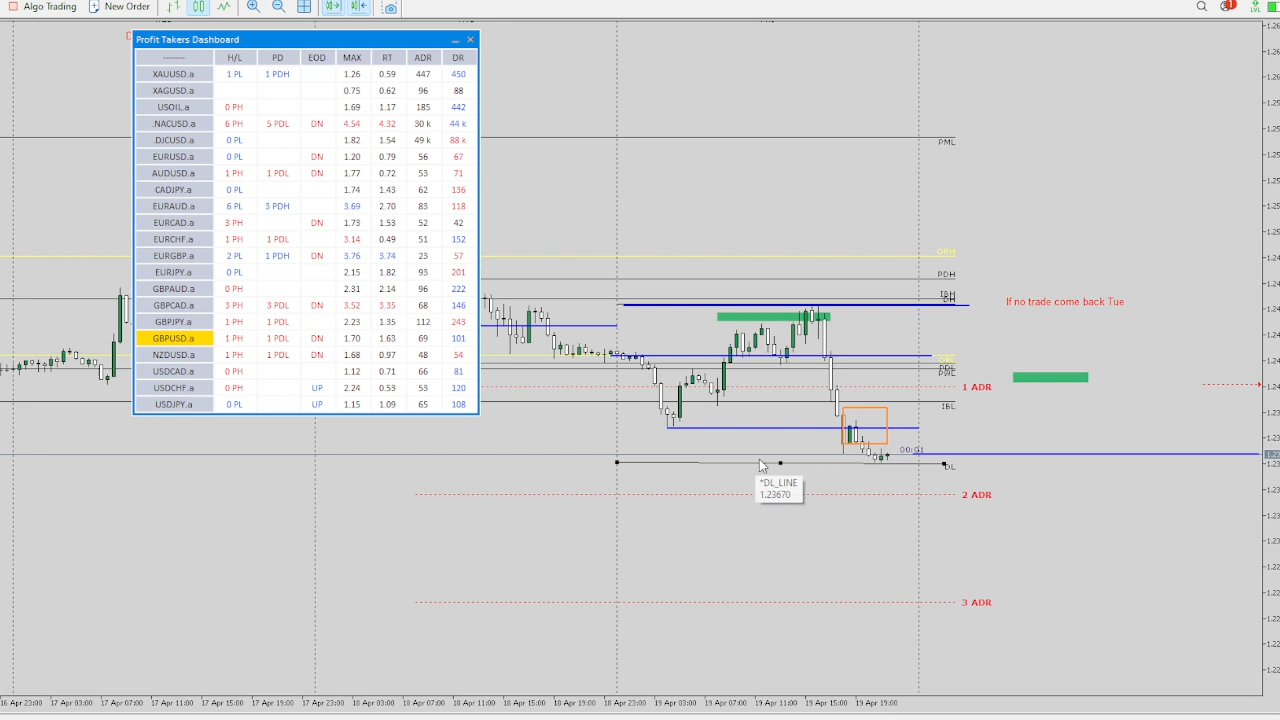 Algo Trading New Order
1
LVL
Profit Takers Dashboard
------- H/L PD EOD MAX RT ADR DR
XAUUSD.a 1 PL 1 PDH 1.26 0.59 447 450
XAGUSD.a 0.75 0.62 96 88
USOIL.a 0 PH 1.69 1.17 185 442
.NACUSD.a 6 PH 5 PDL DN 4.54 4.32 30 k 44 k
.DJCUSD.a 0 PL 1.82 1.54 49 k 88 k
EURUSD.a 0 PL DN 1.20 0.79 56 67
AUDUSD.a 1 PH 1 PDL DN 1.77 0.72 53 71
CADJPY.a 0 PL 1.74 1.43 62 136
EURAUD.a 6 PL 3 PDH 3.69 2.70 83 118
EURCAD.a 3 PH DN 1.73 1.53 52 42
EURCHF.a 1 PH 1 PDL 3.14 0.49 51 152
EURGBP.a 2 PL 1 PDH DN 3.76 3.74 23 57
EURJPY.a 0 PL 2.15 1.82 93 201
GBPAUD.a 0 PH 2.31 2.14 96 222
GBPCAD.a 3 PH 3 PDL DN 3.52 3.35 68 146
GBPJPY.a 1 PH 1 PDL 2.23 1.35 112 243
GBPUSD.a 1 PH 1 PDL DN 1.70 1.63 69 101
NZDUSD.a 1 PH 1 PDL DN 1.68 0.97 48 54
USDCAD.a 0 PH 1.12 0.71 66 81
USDCHF.a 0 PH UP 2.24 0.53 53 120
USDJPY.a 0 PL UP 1.15 1.09 65 108
PML
PDH
IBH
If no trade come back Tue
PWL
1 ADR
IBL
DL
*DL_LINE
1.23670
2 ADR
3 ADR
16 Apr 23:00 17 Apr 03:00 17 Apr 07:00 17 Apr 11:00 17 Apr 15:00 17 Apr 19:00 17 Apr 23:00 18 Apr 03:00 18 Apr 07:00 18 Apr 11:00 18 Apr 15:00 18 Apr 19:00 18 Apr 23:00 19 Apr 03:00 19 Apr 07:00 19 Apr 11:00 19 Apr 15:00 19 Apr 19:00